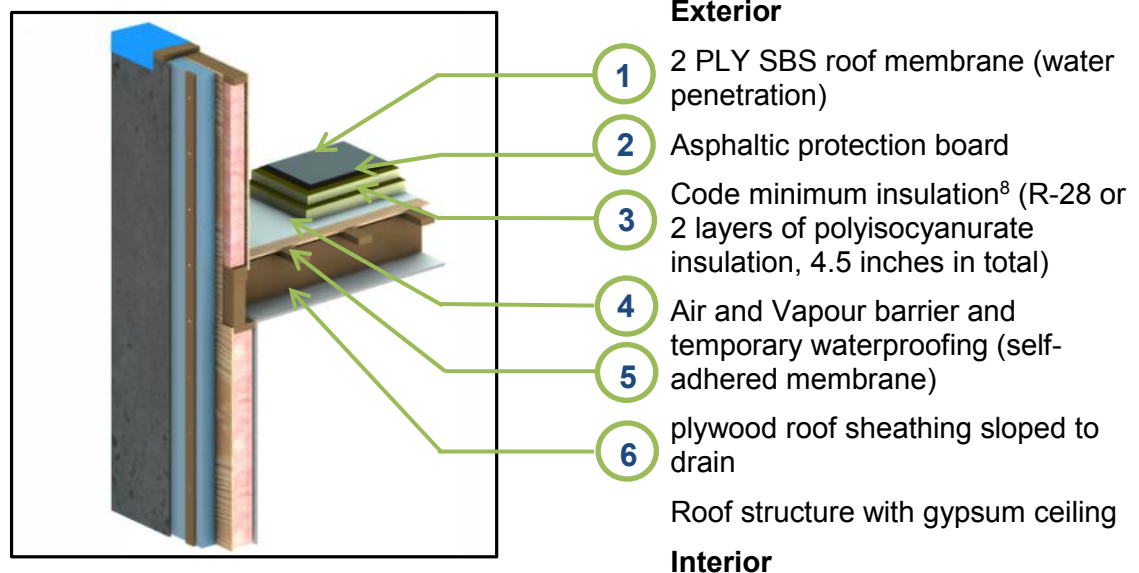 Exterior
1
2 PLY SBS roof membrane (water
penetration)
2
Asphaltic protection board
3
Code minimum insulation⁸ (R-28 or
2 layers of polyisocyanurate
insulation, 4.5 inches in total)
4
Air and Vapour barrier and
temporary waterproofing (self-
adhered membrane)
5
plywood roof sheathing sloped to
drain
6
Roof structure with gypsum ceiling
Interior